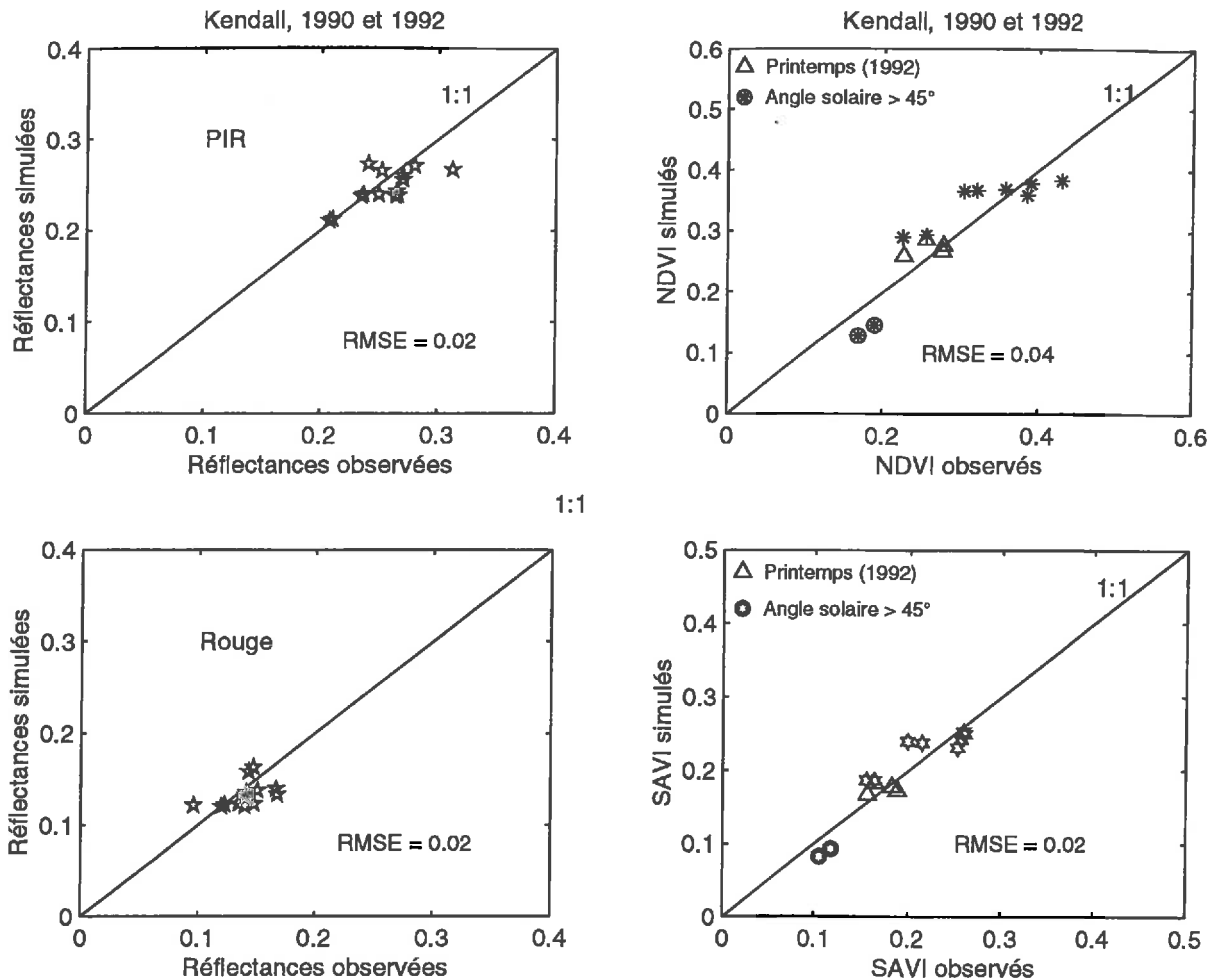 Kendall, 1990 et 1992
0.4
0.3
0.2
0.1
0
Réflectances simulées
PIR
1:1
RMSE = 0.02
0 0.1 0.2 0.3 0.4
Réflectances observées
Kendall, 1990 et 1992
0.6
0.5
0.4
0.3
0.2
0.1
0
NDVI simulés
Printemps (1992)
Angle solaire > 45°
1:1
RMSE = 0.04
0 0.2 0.4 0.6
NDVI observés
1:1
0.4
0.3
0.2
0.1
0
Réflectances simulées
Rouge
RMSE = 0.02
0 0.1 0.2 0.3 0.4
Réflectances observées
0.5
0.4
0.3
0.2
0.1
0
SAVI simulés
Printemps (1992)
Angle solaire > 45°
1:1
RMSE = 0.02
0 0.1 0.2 0.3 0.4 0.5
SAVI observés